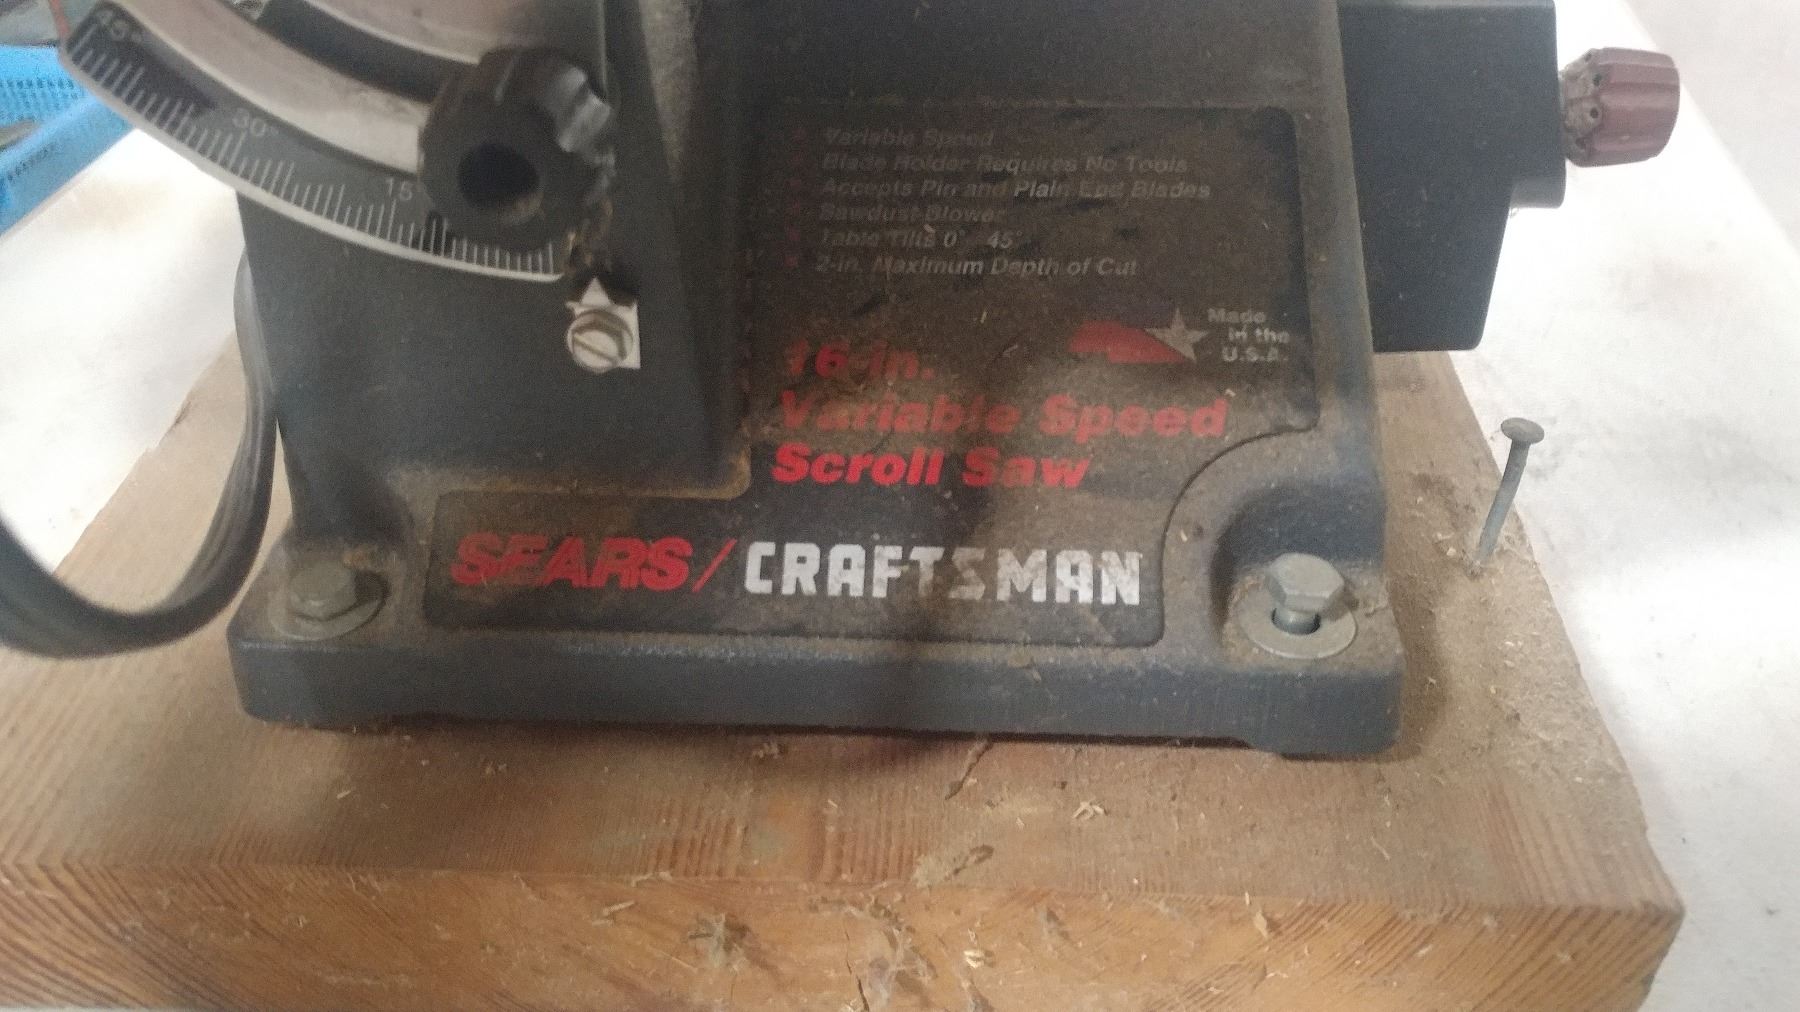 45°
30°
15
Variable Speed
Blade Holder Requires No Tools
Accepts Pin and Plain End Blades
Sawdust Blower
Table Tilts 0° - 45°
2-in. Maximum Depth of Cut
Made
in the
U.S.A.
16-in.
Variable Speed
Scroll Saw
SEARS/CRAFTSMAN